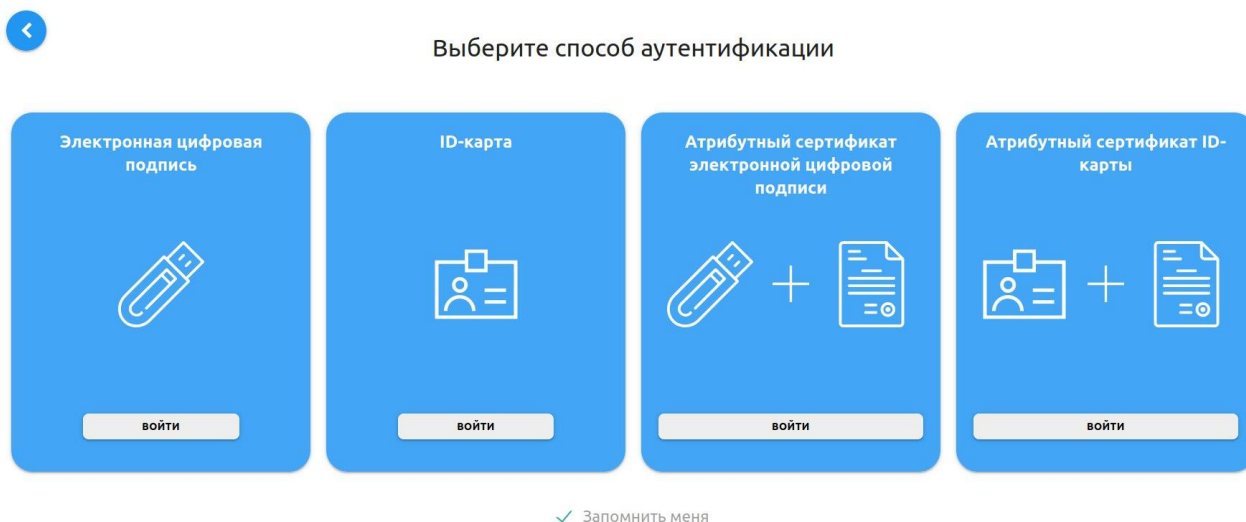 Выберите способ аутентификации
Электронная цифровая
подпись
ВОЙТИ
ID-карта
ВОЙТИ
Атрибутный сертификат
электронной цифровой
подписи
ВОЙТИ
Атрибутный сертификат ID-
карты
ВОЙТИ
Запомнить меня